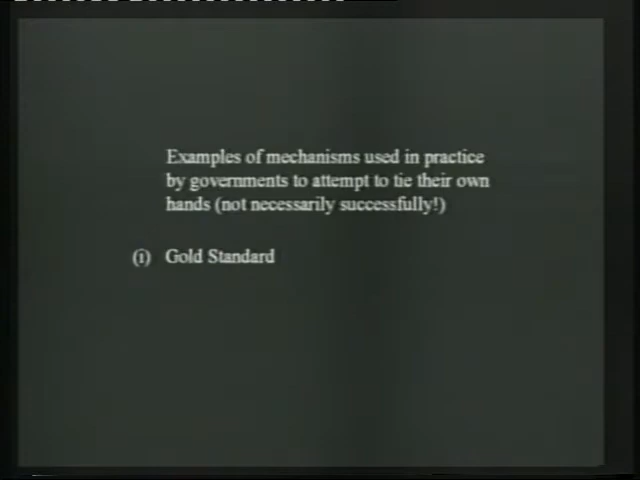 Examples of mechanisms used in practice
by governments to attempt to tie their own
hands (not necessarily successfully!)
(i) Gold Standard